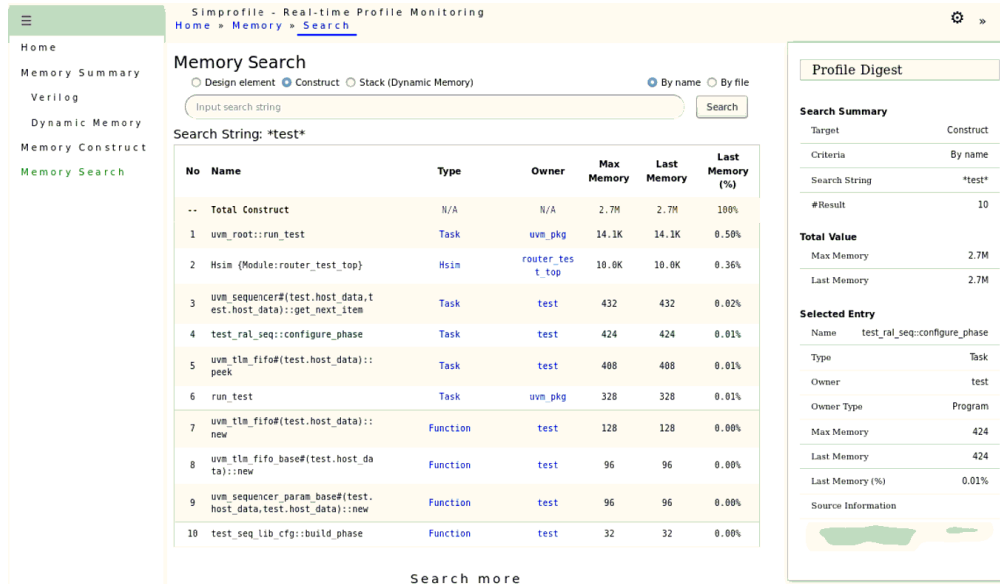 ☰
Simprofile - Real-time Profile Monitoring
Home » Memory » Search
⚙ »
Home
Memory Summary
Verilog
Dynamic Memory
Memory Construct
Memory Search
Memory Search
Design element Construct Stack (Dynamic Memory) By name By file
Input search string Search
Search String: *test*
No Name Type Owner Max Memory Last Memory Last Memory (%)
-- Total Construct N/A N/A 2.7M 2.7M 100%
1 uvm_root::run_test Task uvm_pkg 14.1K 14.1K 0.50%
2 Hsim {Module:router_test_top} Hsim router_tes
t_top 10.0K 10.0K 0.36%
3 uvm_sequencer#(test.host_data,t
est.host_data)::get_next_item Task test 432 432 0.02%
4 test_ral_seq::configure_phase Task test 424 424 0.01%
5 uvm_tlm_fifo#(test.host_data)::
peek Task test 408 408 0.01%
6 run_test Task uvm_pkg 328 328 0.01%
7 uvm_tlm_fifo#(test.host_data)::
new Function test 128 128 0.00%
8 uvm_tlm_fifo_base#(test.host_da
ta)::new Function test 96 96 0.00%
9 uvm_sequencer_param_base#(test.
host_data,test.host_data)::new Function test 96 96 0.00%
10 test_seq_lib_cfg::build_phase Function test 32 32 0.00%
Search more
Profile Digest
Search Summary
Target Construct
Criteria By name
Search String *test*
#Result 10
Total Value
Max Memory 2.7M
Last Memory 2.7M
Selected Entry
Name test_ral_seq::configure_phase
Type Task
Owner test
Owner Type Program
Max Memory 424
Last Memory 424
Last Memory (%) 0.01%
Source Information